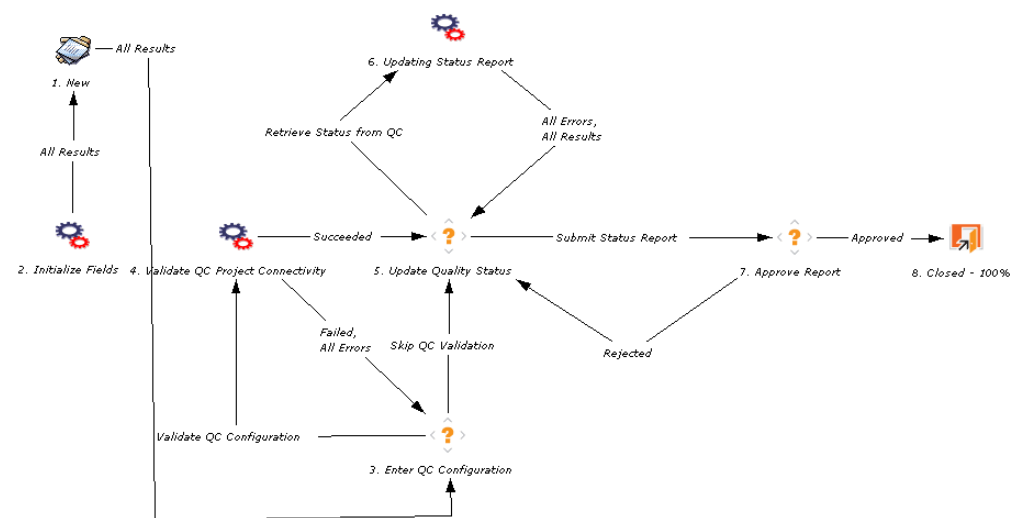 All Results
1. New
6. Updating Status Report
All Errors,
All Results
Retrieve Status from QC
All Results
Succeeded
Submit Status Report
Approved
2. Initialize Fields
4. Validate QC Project Connectivity
5. Update Quality Status
7. Approve Report
8. Closed - 100%
Failed,
All Errors
Skip QC Validation
Rejected
Validate QC Configuration
3. Enter QC Configuration